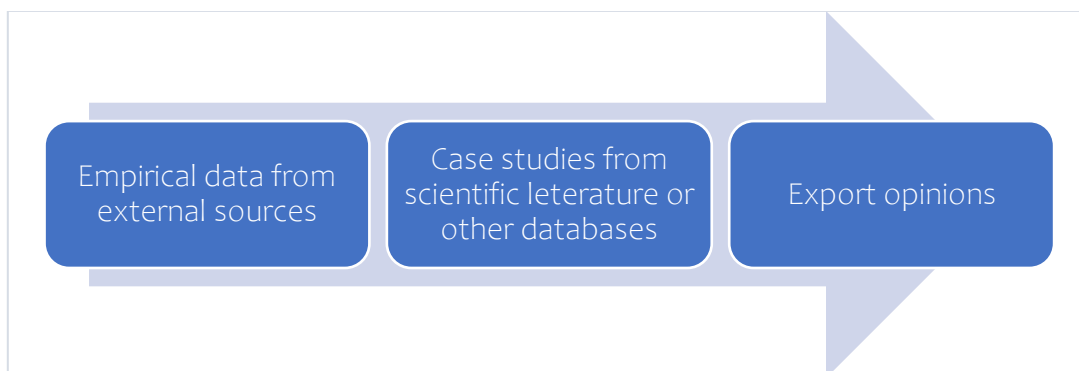 Empirical data from
external sources
Case studies from
scientific leterature or
other databases
Export opinions